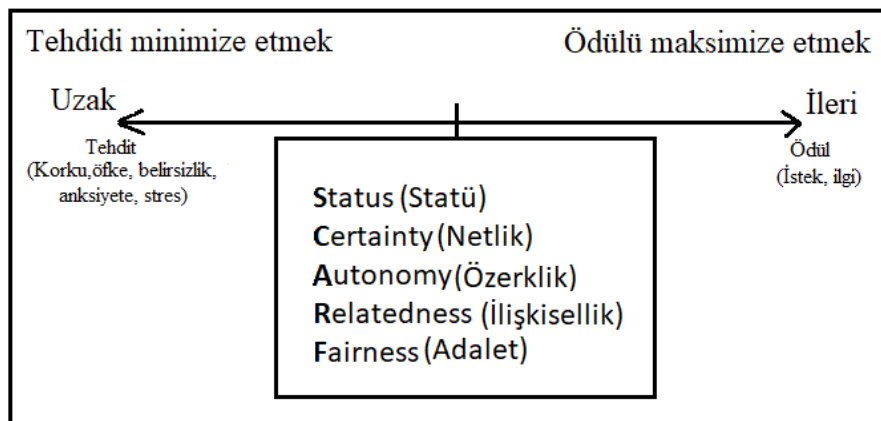 Tehdidi minimize etmek
Ödülü maksimize etmek
Uzak
İleri
Tehdit
(Korku,öfke, belirsizlik,
anksiyete, stres)
Ödül
(İstek, ilgi)
Status (Statü)
Certainty (Netlik)
Autonomy (Özerklik)
Relatedness (İlişkisellik)
Fairness (Adalet)